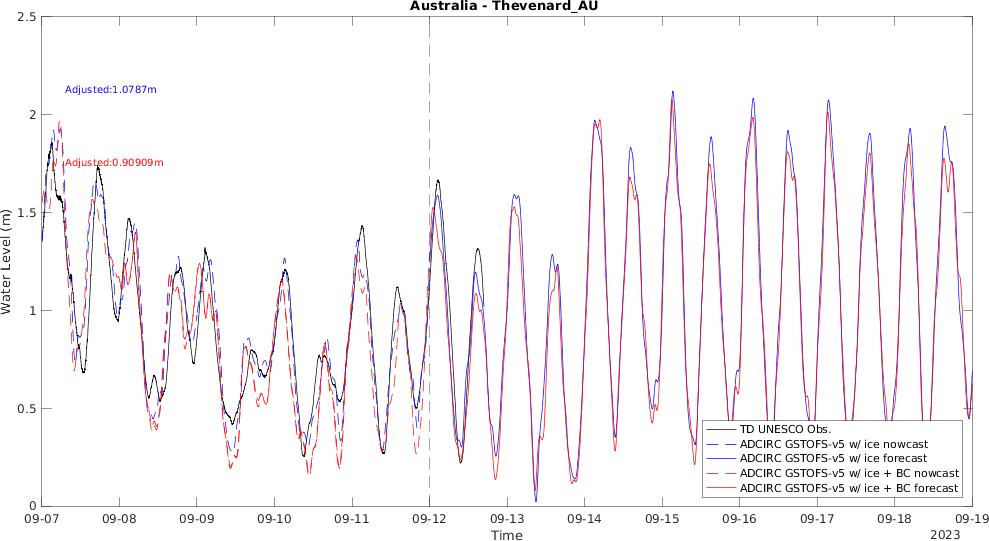 Australia - Thevenard_AU
2.5
2
1.5
1
0.5
0
Water Level (m)
Adjusted:1.0787m
Adjusted:0.90909m
TD UNESCO Obs.
ADCIRC GSTOFS-v5 w/ ice nowcast
ADCIRC GSTOFS-v5 w/ ice forecast
ADCIRC GSTOFS-v5 w/ ice + BC nowcast
ADCIRC GSTOFS-v5 w/ ice + BC forecast
09-07 09-08 09-09 09-10 09-11 09-12 09-13 09-14 09-15 09-16 09-17 09-18 09-19
Time
2023